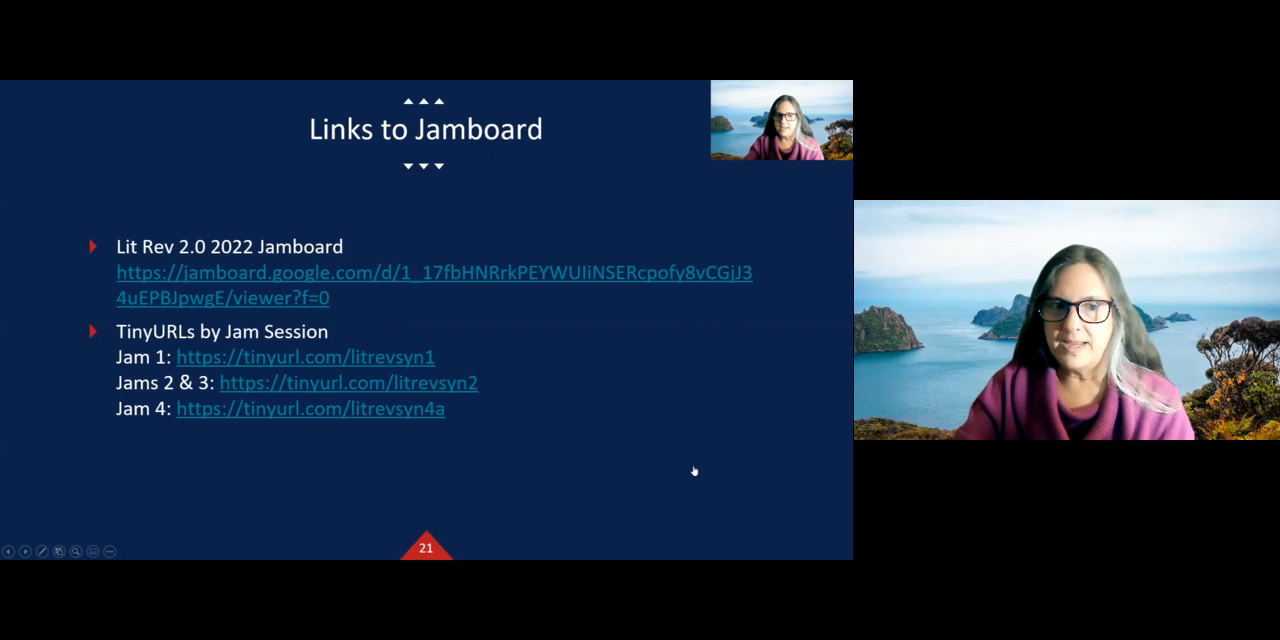 Links to Jamboard
Lit Rev 2.0 2022 Jamboard
https://jamboard.google.com/d/1_17fbHNRrkPEYWUIiNSERcpofy8vCGjJ3
4uEPBJpwgE/viewer?f=0
TinyURLs by Jam Session
Jam 1: https://tinyurl.com/litrevsyn1
Jams 2 & 3: https://tinyurl.com/litrevsyn2
Jam 4: https://tinyurl.com/litrevsyn4a
21